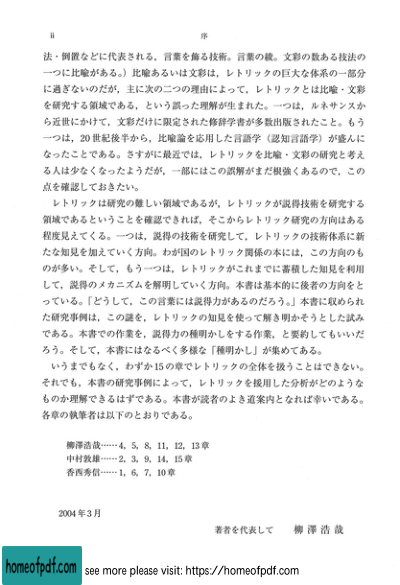 ii 序
法・倒置などに代表される，言葉を飾る技術。言葉の綾。文彩の数ある技法の
一つに比喩がある。）比喩あるいは文彩は，レトリックの巨大な体系の一部分
に過ぎないのだが，主に次の二つの理由によって，レトリックとは比喩・文彩
を研究する領域である，という誤った理解が生まれた。一つは，ルネサンスか
ら近世にかけて，文彩だけに限定された修辞学書が多数出版されたこと。もう
一つは，20世紀後半から，比喩論を応用した言語学（認知言語学）が盛んに
なったことである。さすがに最近では，レトリックを比喩・文彩の研究と考え
る人は少なくなったようだが，一部にはこの誤解がまだ根強くあるので，この
点を確認しておきたい。
レトリックは研究の難しい領域であるが，レトリックが説得技術を研究する
領域であるということを確認できれば，そこからレトリック研究の方向はある
程度見えてくる。一つは，説得の技術を研究して，レトリックの技術体系に新
たな知見を加えていく方向。わが国のレトリック関係の本には，この方向のも
のが多い。そして，もう一つは，レトリックがこれまでに蓄積した知見を利用
して，説得のメカニズムを解明していく方向。本書は基本的に後者の方向をと
っている。「どうして，この言葉には説得力があるのだろう。」本書に収められ
た研究事例は，この謎を，レトリックの知見を使って解き明かそうとした試み
である。本書での作業を，説得力の種明かしをする作業，と要約してもいいだ
ろう。そして，本書にはなるべく多様な「種明かし」が集めてある。
いうまでもなく，わずか15の章でレトリックの全体を扱うことはできない。
それでも，本書の研究事例によって，レトリックを援用した分析がどのような
ものか理解できるはずである。本書が読者のよき道案内となれば幸いである。
各章の執筆者は以下のとおりである。
柳澤浩哉……4，5，8，11，12，13章
中村敦雄……2，3，9，14，15章
香西秀信……1，6，7，10章
2004年3月
著者を代表して 柳澤浩哉
homeofpdf.com see more please visit: https://homeofpdf.com